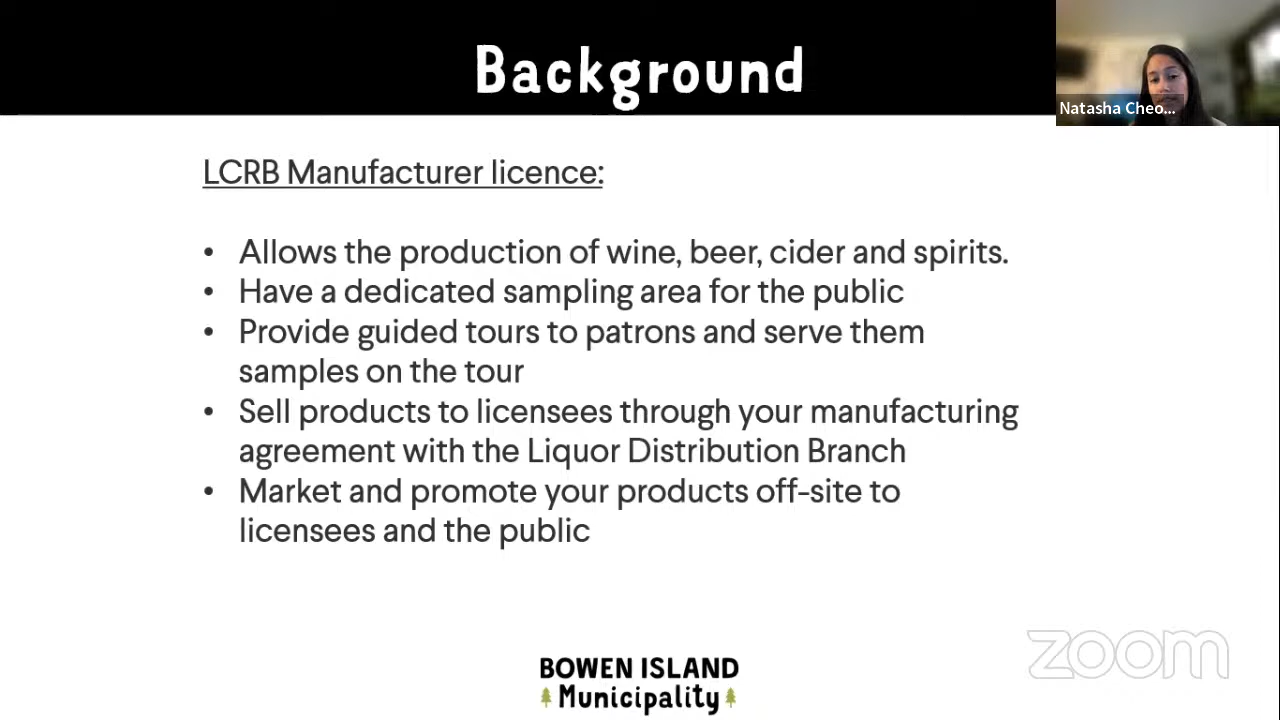 Background
Natasha Cheo...
LCRB Manufacturer licence:
• Allows the production of wine, beer, cider and spirits.
• Have a dedicated sampling area for the public
• Provide guided tours to patrons and serve them
samples on the tour
• Sell products to licensees through your manufacturing
agreement with the Liquor Distribution Branch
• Market and promote your products off-site to
licensees and the public
zoom
BOWEN ISLAND
Municipality